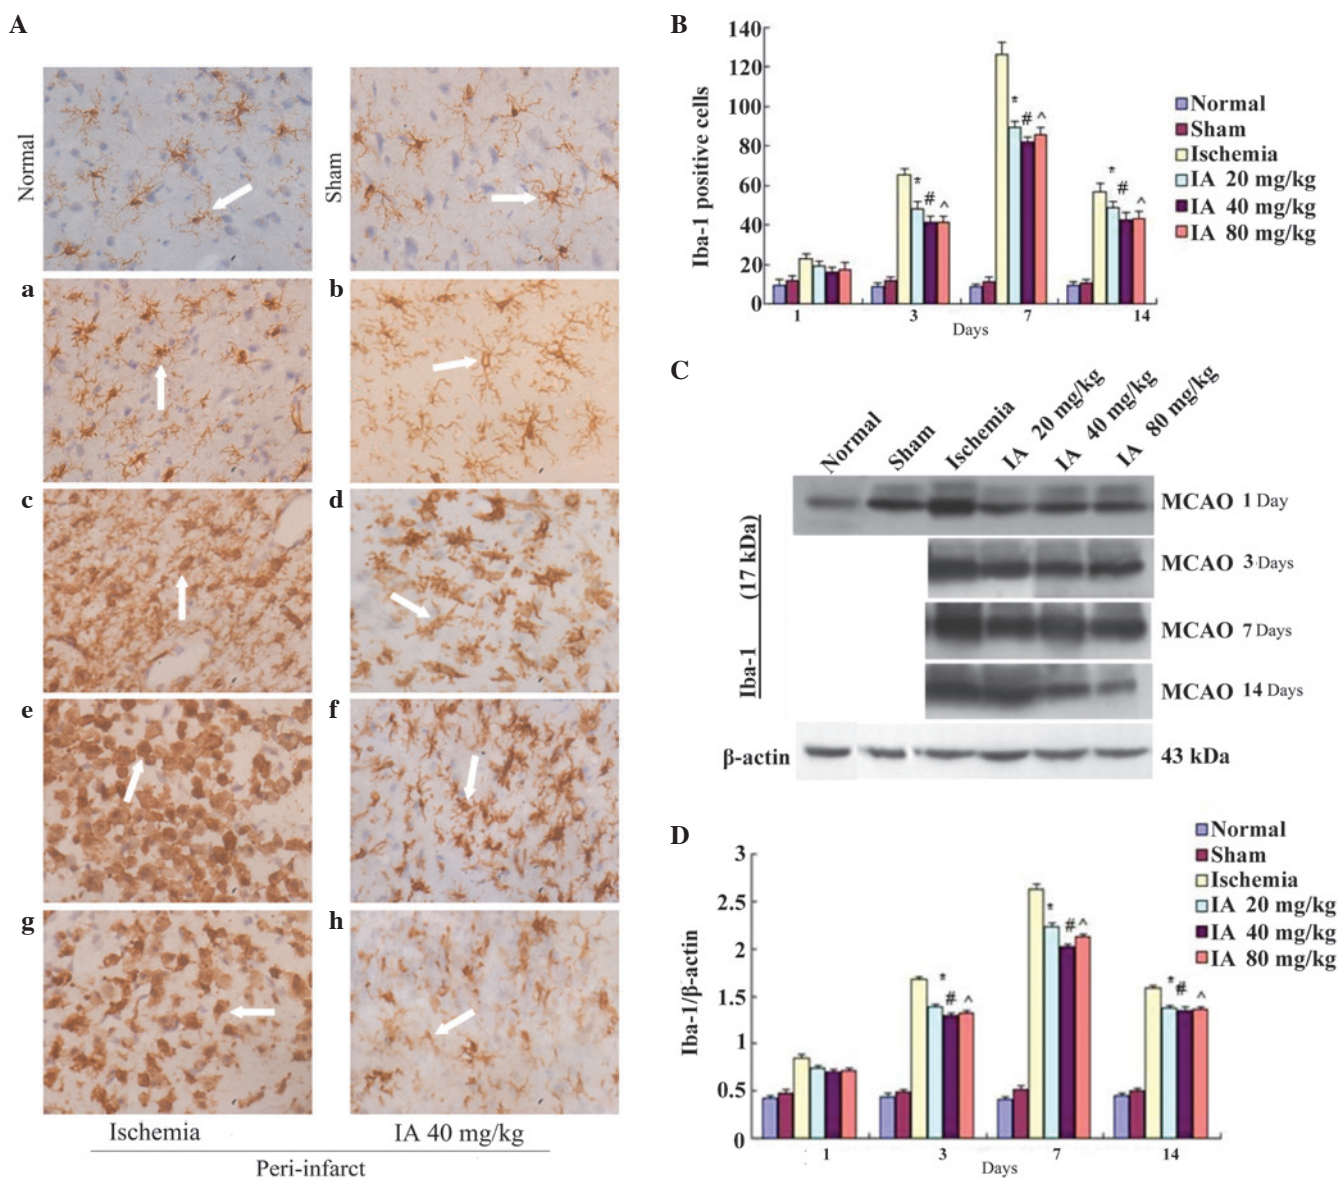 A
Normal
Sham
a
b
c
d
e
f
g
h
Ischemia
IA 40 mg/kg
Peri-infarct
B
Iba-1 positive cells
140
120
100
80
60
40
20
0
* # ^
* # ^
* # ^
1 3 7 14
Days
Normal
Sham
Ischemia
IA 20 mg/kg
IA 40 mg/kg
IA 80 mg/kg
C
Normal
Sham
Ischemia
IA 20 mg/kg
IA 40 mg/kg
IA 80 mg/kg
Iba-1 (17 kDa)
MCAO 1 Day
MCAO 3 Days
MCAO 7 Days
MCAO 14 Days
β-actin
43 kDa
D
Iba-1/β-actin
3
2.5
2
1.5
1
0.5
0
* # ^
* # ^
* # ^
1 3 7 14
Days
Normal
Sham
Ischemia
IA 20 mg/kg
IA 40 mg/kg
IA 80 mg/kg